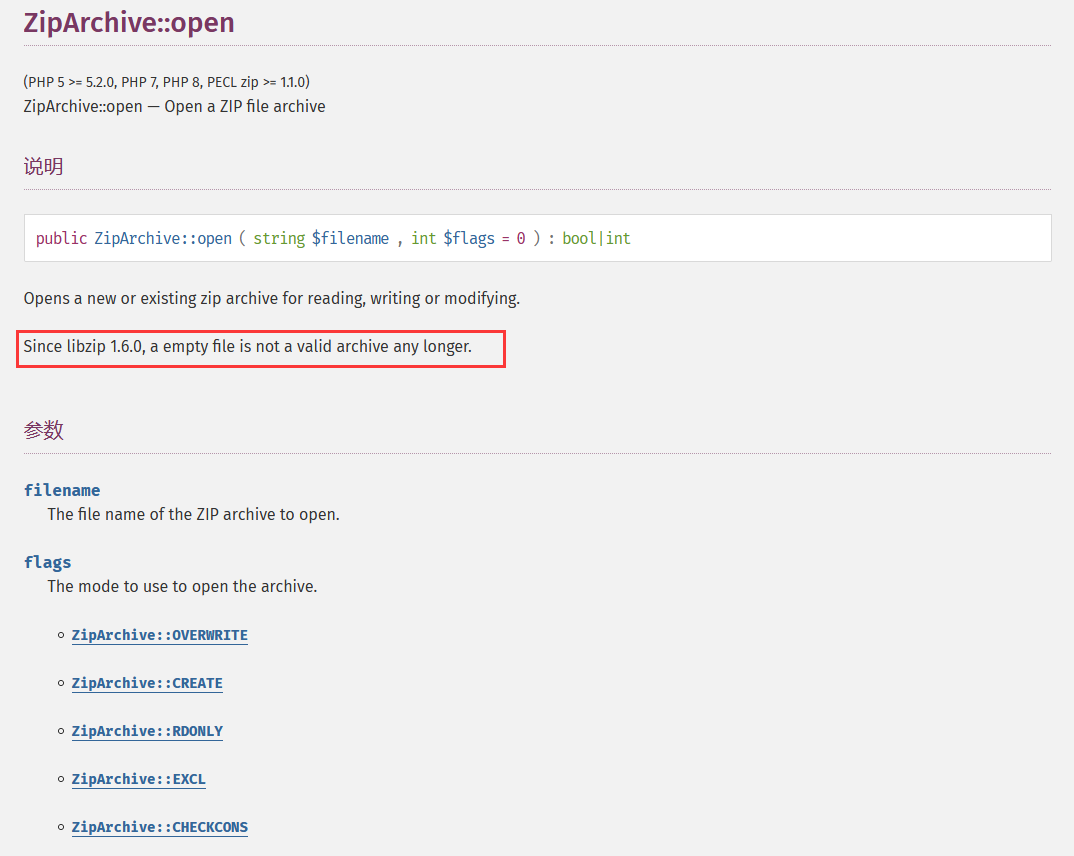 ZipArchive::open
(PHP 5 >= 5.2.0, PHP 7, PHP 8, PECL zip >= 1.1.0)
ZipArchive::open — Open a ZIP file archive
说明
public ZipArchive::open ( string $filename , int $flags = 0 ) : bool|int
Opens a new or existing zip archive for reading, writing or modifying.
Since libzip 1.6.0, a empty file is not a valid archive any longer.
参数
filename
The file name of the ZIP archive to open.
flags
The mode to use to open the archive.
ZipArchive::OVERWRITE
ZipArchive::CREATE
ZipArchive::RDONLY
ZipArchive::EXCL
ZipArchive::CHECKCONS